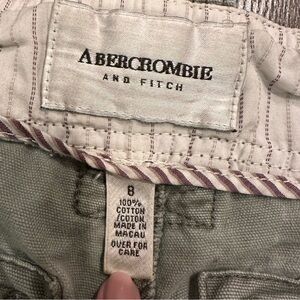 ABERCROMBIE
AND FITCH
8
100%
COTTON
/COTON
MADE IN
MACAU
OVER FOR
CARE